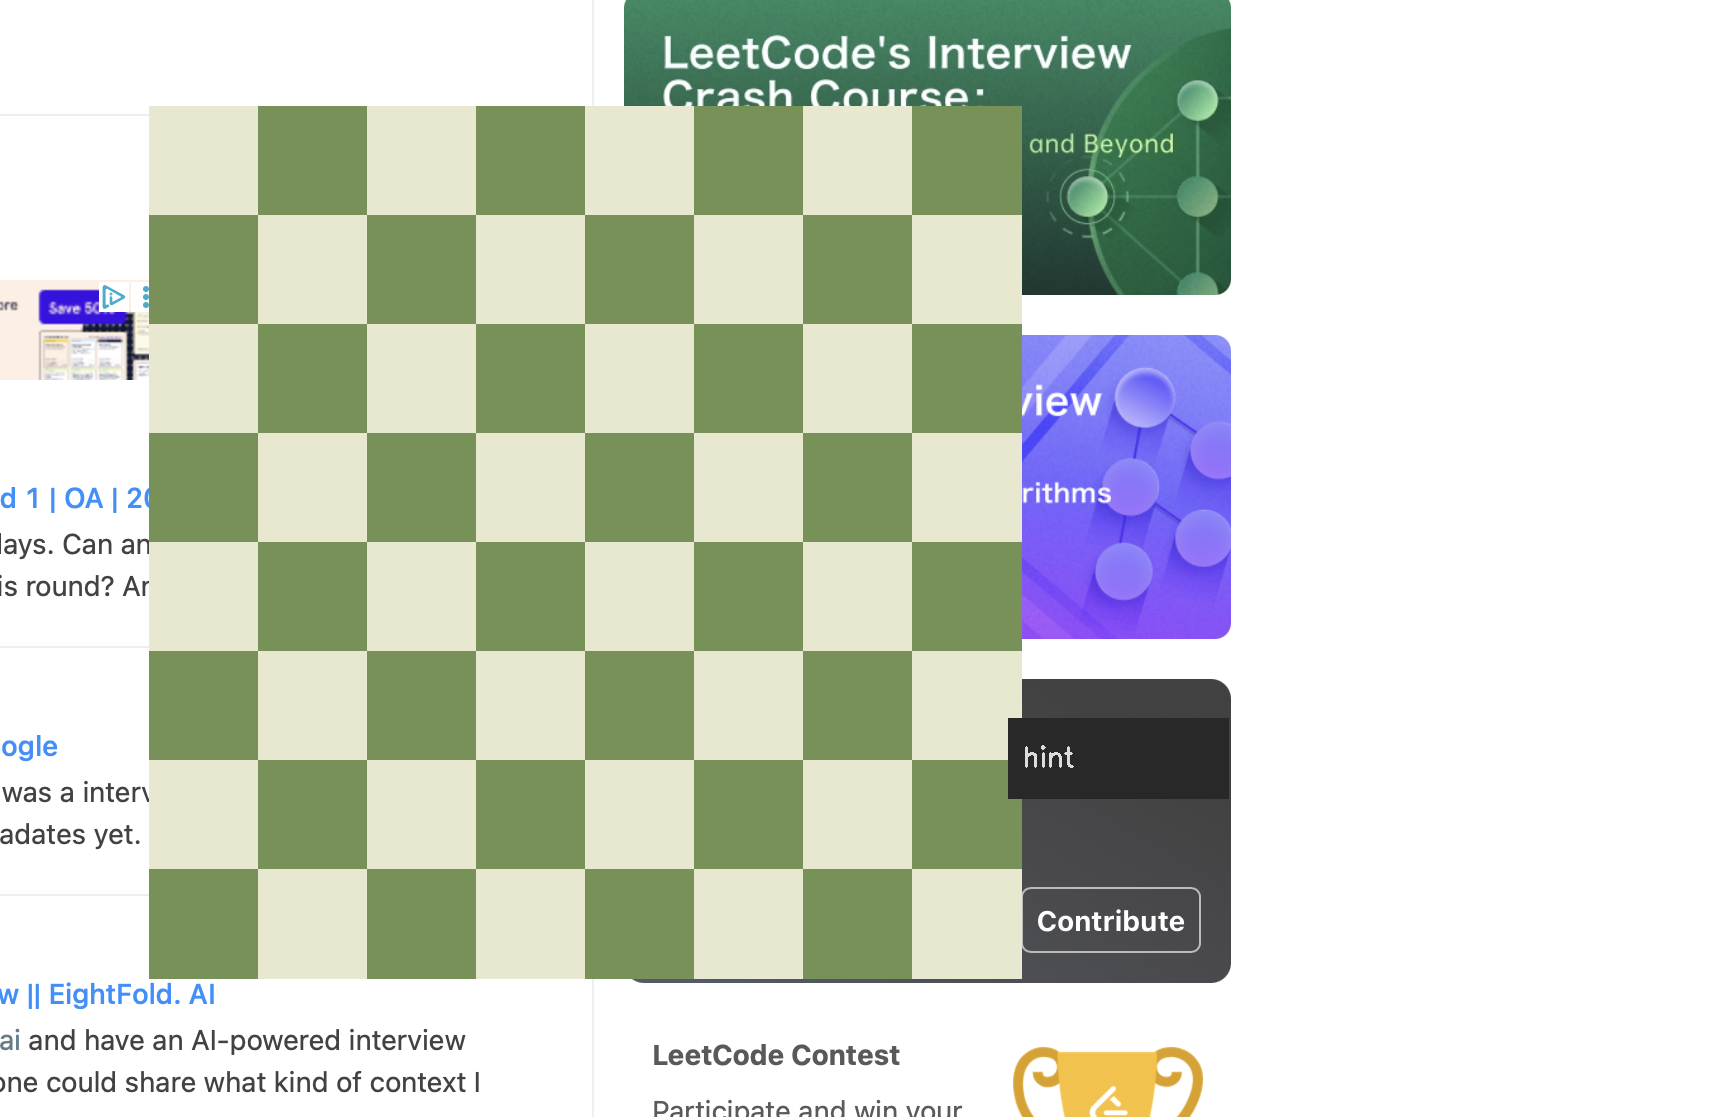 LeetCode's Interview
Crash Course:
and Beyond
ore
Save 50%
view
rithms
d 1 | OA | 20
lays. Can an
is round? Ar
hint
ogle
was a interv
adates yet.
Contribute
w || EightFold. AI
ai and have an AI-powered interview
one could share what kind of context I
LeetCode Contest
Participate and win your